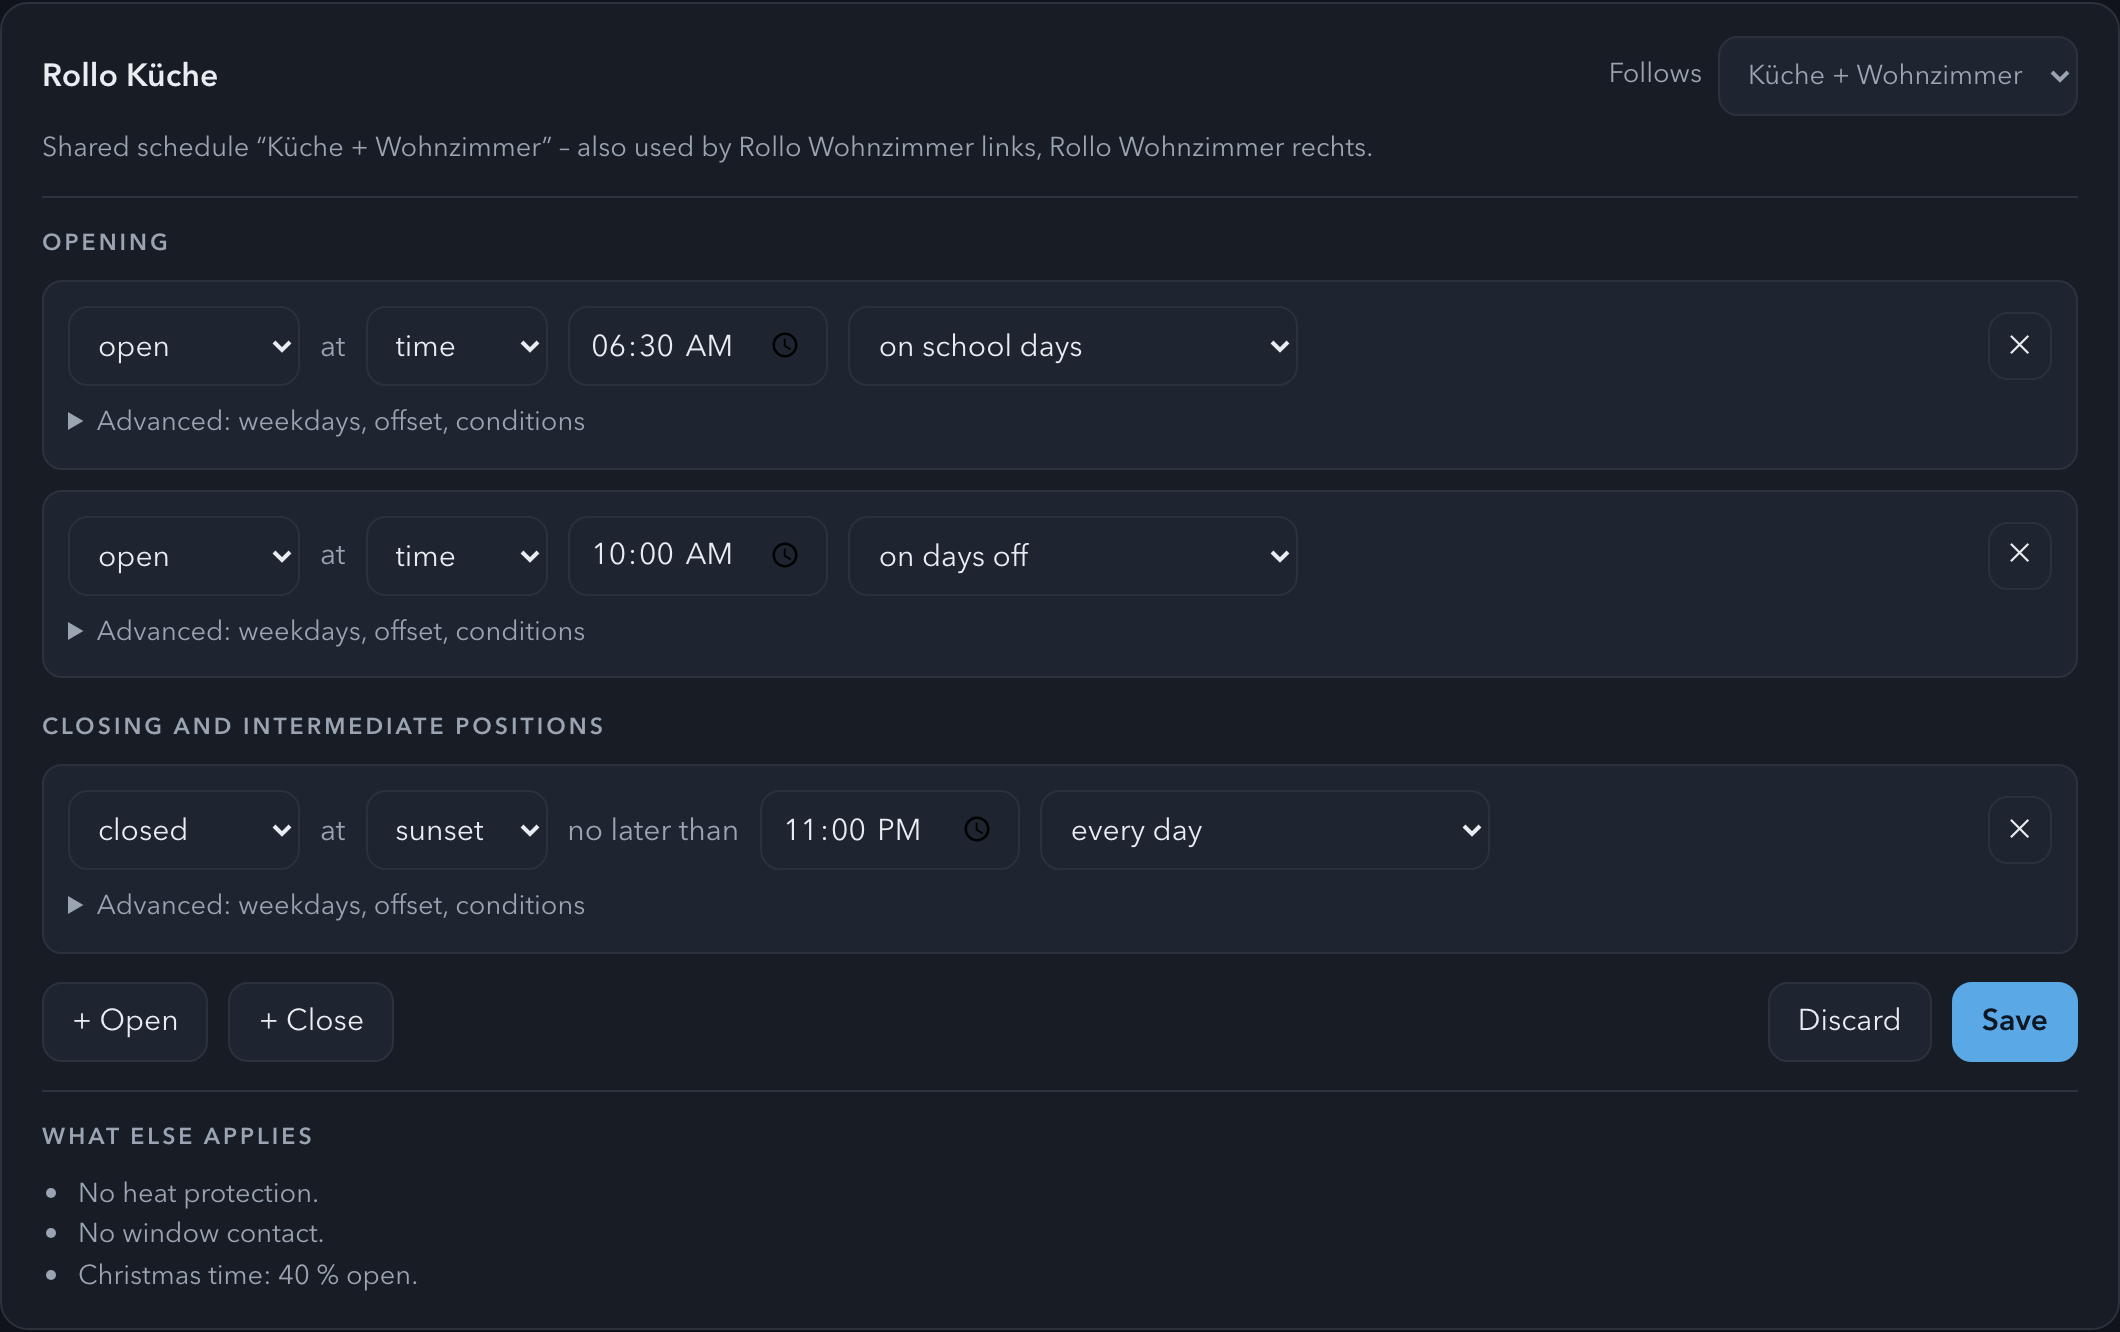 Rollo Küche
Follows Küche + Wohnzimmer
Shared schedule “Küche + Wohnzimmer” – also used by Rollo Wohnzimmer links, Rollo Wohnzimmer rechts.
OPENING
open at time 06:30 AM on school days
Advanced: weekdays, offset, conditions
open at time 10:00 AM on days off
Advanced: weekdays, offset, conditions
CLOSING AND INTERMEDIATE POSITIONS
closed at sunset no later than 11:00 PM every day
Advanced: weekdays, offset, conditions
+ Open + Close Discard Save
WHAT ELSE APPLIES
No heat protection.
No window contact.
Christmas time: 40 % open.